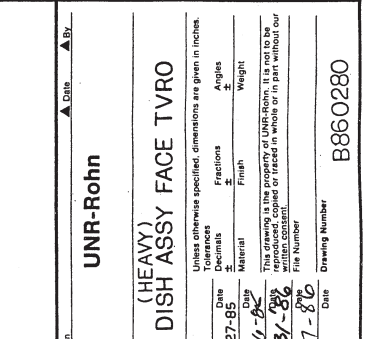 ▲ Date ▲ By
UNR-Rohn
(HEAVY)
DISH ASSY FACE TVRO
Unless otherwise specified, dimensions are given in inches.
Tolerances
Decimals Fractions Angles
± ± ±
Material Finish Weight
This drawing is the property of UNR-Rohn. It is not to be
reproduced, copied or traced in whole or in part without our
written consent.
File Number
Drawing Number
B860280
Date
27-85
Date
Date
31-86
Date
Date